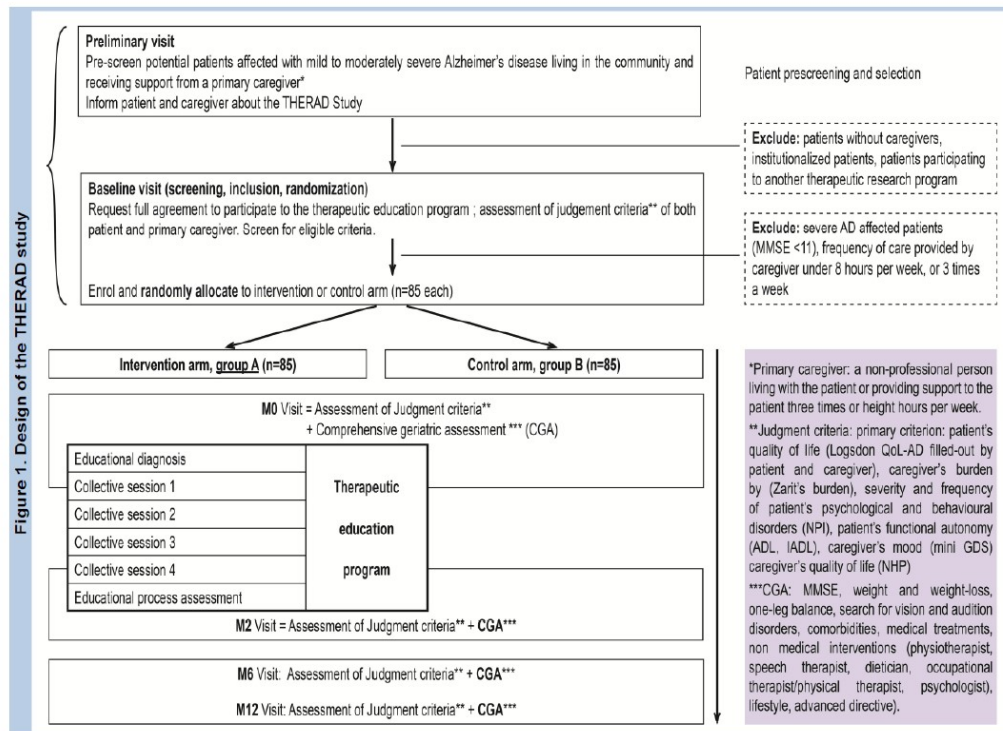 Figure 1. Design of the THERAD study
Preliminary visit
Pre-screen potential patients affected with mild to moderately severe Alzheimer's disease living in the community and
receiving support from a primary caregiver*
Inform patient and caregiver about the THERAD Study
Patient prescreening and selection
Exclude: patients without caregivers,
institutionalized patients, patients participating
to another therapeutic research program
Baseline visit (screening, inclusion, randomization)
Request full agreement to participate to the therapeutic education program ; assessment of judgement criteria** of both
patient and primary caregiver. Screen for eligible criteria.
Exclude: severe AD affected patients
(MMSE <11), frequency of care provided by
caregiver under 8 hours per week, or 3 times
a week
Enrol and randomly allocate to intervention or control arm (n=85 each)
Intervention arm, group A (n=85)
Control arm, group B (n=85)
M0 Visit = Assessment of Judgment criteria**
+ Comprehensive geriatric assessment *** (CGA)
Educational diagnosis
Collective session 1
Collective session 2
Collective session 3
Collective session 4
Educational process assessment
Therapeutic
education
program
M2 Visit = Assessment of Judgment criteria** + CGA***
M6 Visit: Assessment of Judgment criteria** + CGA***
M12 Visit: Assessment of Judgment criteria** + CGA***
*Primary caregiver: a non-professional person
living with the patient or providing support to the
patient three times or height hours per week.
**Judgment criteria: primary criterion: patient's
quality of life (Logsdon QoL-AD filled-out by
patient and caregiver), caregiver's burden
by (Zarit's burden), severity and frequency
of patient's psychological and behavioural
disorders (NPI), patient's functional autonomy
(ADL, IADL), caregiver's mood (mini GDS)
caregiver's quality of life (NHP)
***CGA: MMSE, weight and weight-loss,
one-leg balance, search for vision and audition
disorders, comorbidities, medical treatments,
non medical interventions (physiotherapist,
speech therapist, dietician, occupational
therapist/physical therapist, psychologist),
lifestyle, advanced directive).